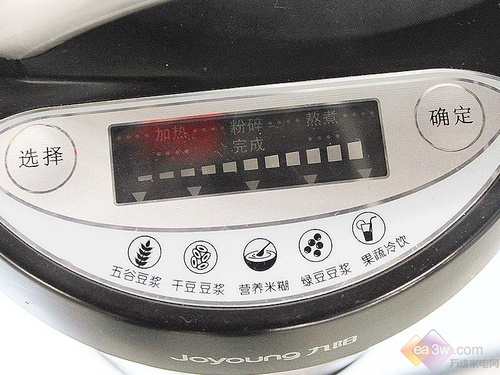 选择
加热 粉碎 熬煮
完成
确定
五谷豆浆 干豆豆浆 营养米糊 绿豆豆浆 果蔬冷饮
Joyoung 九阳
ea3w.com
万维家电网